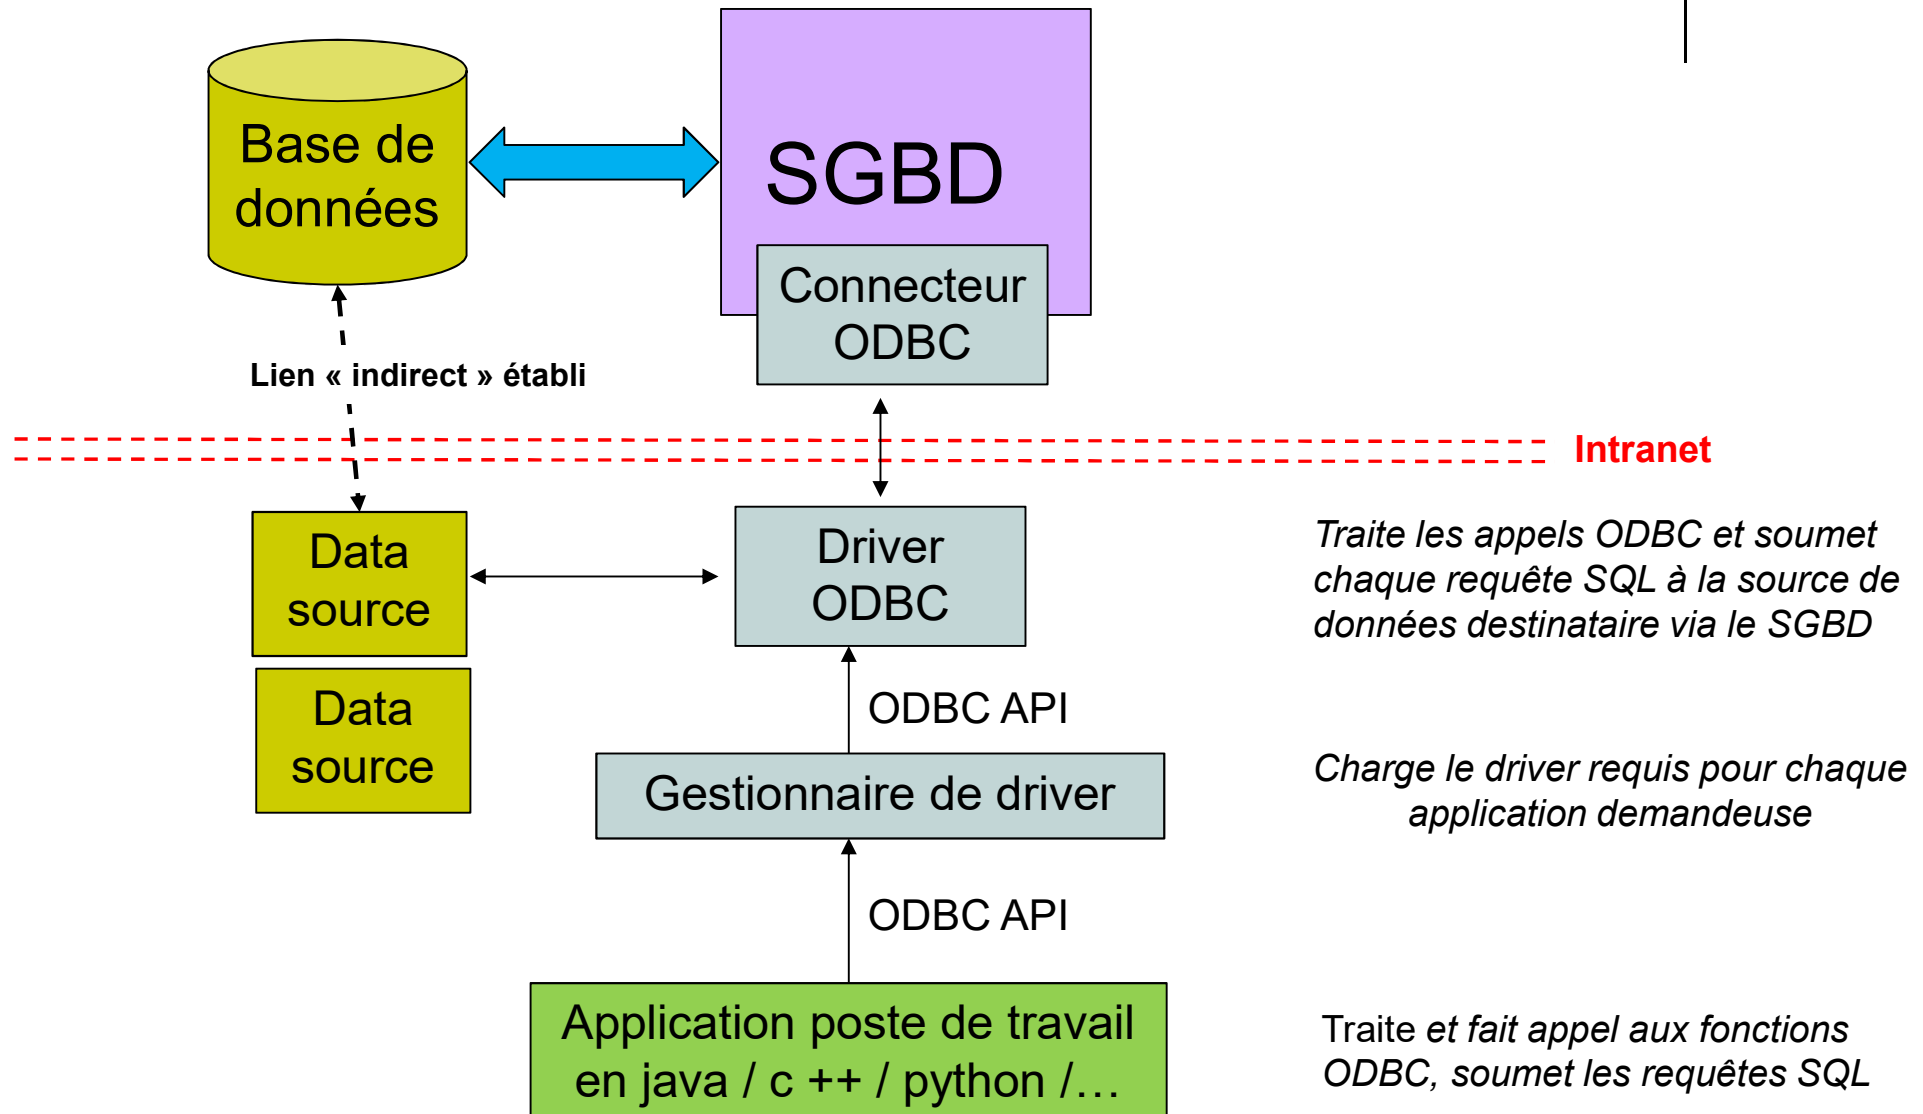 Base de
données
SGBD
Connecteur
ODBC
Lien « indirect » établi
Intranet
Data
source
Driver
ODBC
Traite les appels ODBC et soumet
chaque requête SQL à la source de
données destinataire via le SGBD
Data
source
ODBC API
Gestionnaire de driver
Charge le driver requis pour chaque
application demandeuse
ODBC API
Application poste de travail
en java / c ++ / python /…
Traite et fait appel aux fonctions
ODBC, soumet les requêtes SQL